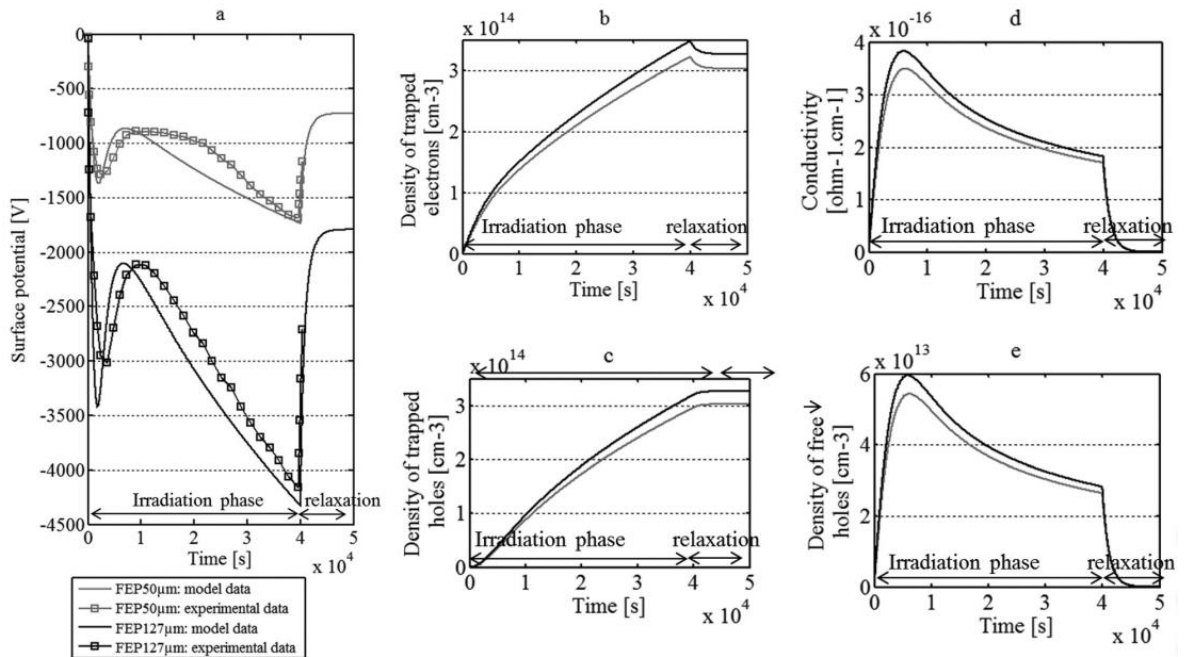 a
0
-500
-1000
-1500
-2000
-2500
-3000
-3500
-4000
-4500
Surface potential [V]
Irradiation phase
relaxation
0 1 2 3 4 5
Time [s]
x 10^4
FEP50µm: model data
FEP50µm: experimental data
FEP127µm: model data
FEP127µm: experimental data
b
x 10^14
3
2
1
0
Density of trapped
electrons [cm-3]
Irradiation phase
relaxation
0 1 2 3 4 5
Time [s]
x 10^4
c
x 10^14
3
2
1
0
Density of trapped
holes [cm-3]
Irradiation phase
relaxation
0 1 2 3 4 5
Time [s]
x 10^4
d
x 10^-16
4
3
2
1
0
Conductivity
[ohm-1.cm-1]
Irradiation phase
relaxation
0 1 2 3 4 5
Time [s]
x 10^4
e
x 10^13
6
4
2
0
Density of free
holes [cm-3]
Irradiation phase
relaxation
0 1 2 3 4 5
Time [s]
x 10^4